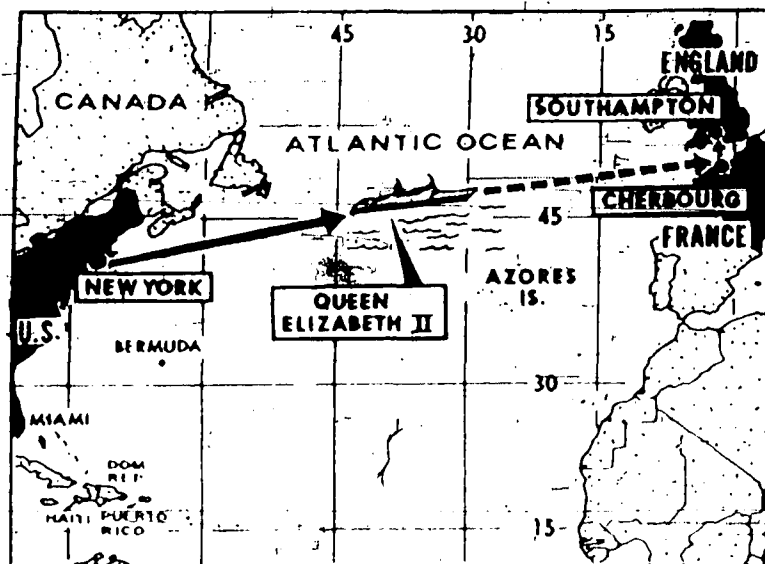 45
30
15
ENGLAND
CANADA
SOUTHAMPTON
ATLANTIC OCEAN
CHERBOURG
45
FRANCE
NEW YORK
QUEEN
ELIZABETH II
AZORES
IS.
U.S.
BERMUDA
30
MIAMI
DOM
REP.
HAITI
PUERTO
RICO
15